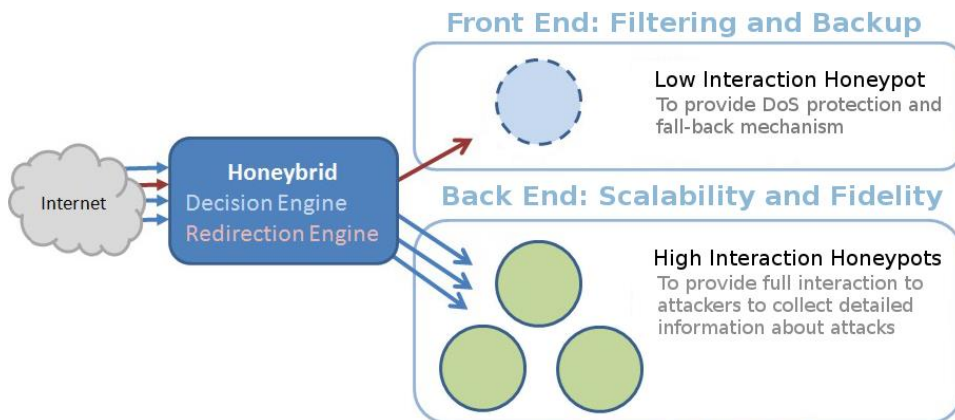 Front End: Filtering and Backup
Low Interaction Honeypot
To provide DoS protection and
fall-back mechanism
Internet
Honeybrid
Decision Engine
Redirection Engine
Back End: Scalability and Fidelity
High Interaction Honeypots
To provide full interaction to
attackers to collect detailed
information about attacks